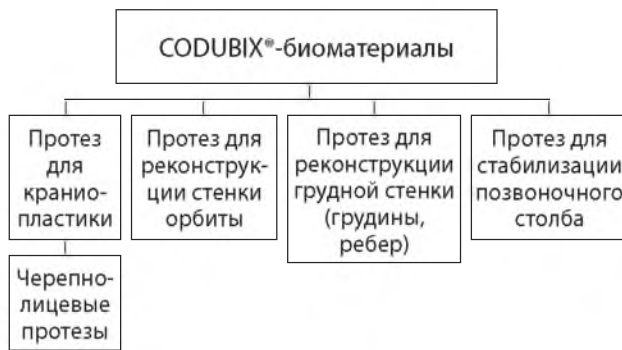 CODUBIX®-биоматериалы
Протез
для
кранио-
пластики
Протез для
реконструк-
ции стенки
орбиты
Протез для
реконструкции
грудной стенки
(грудины,
ребер)
Протез для
стабилизации
позвоночного
столба
Черепно-
лицевые
протезы